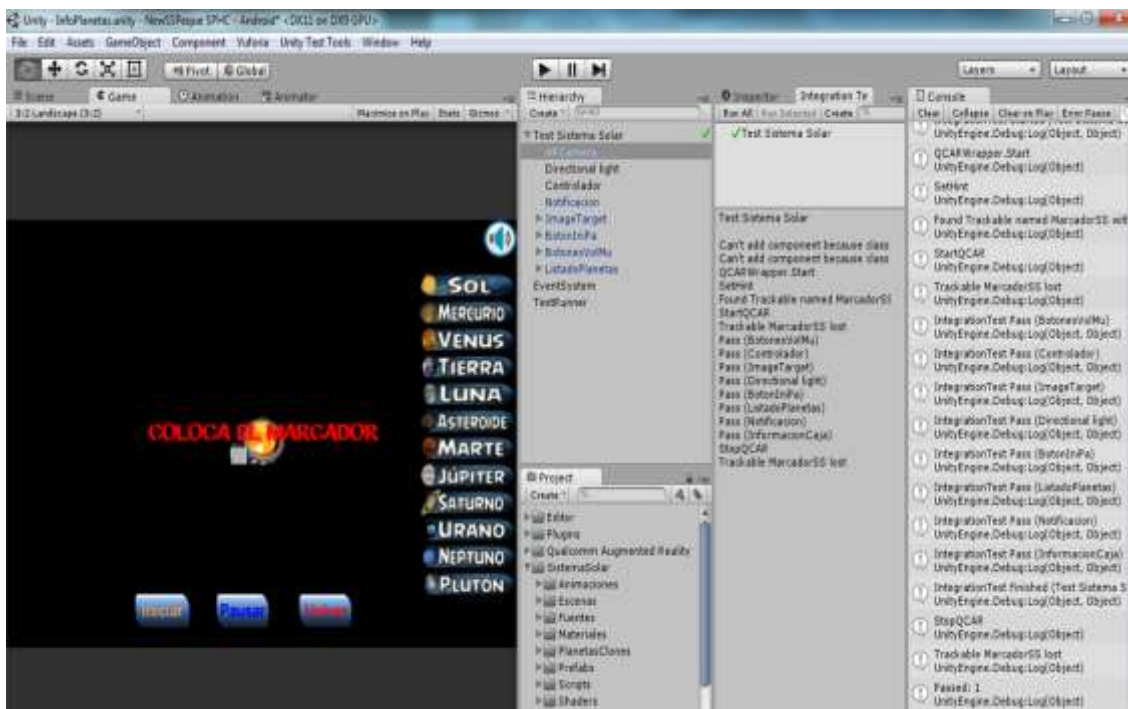 Unity - InfoPlanetas.unity - NewSSPeque SPHC - Android* <DX11 on DX9 GPU>
File Edit Assets GameObject Component Vuforia Unity Test Tools Window Help
Pivot Global
Layers Layout
Scene Game Animation Animator
3:2 Landscape (3:2) Maximize on Play Stats Gizmos
SOL
MERCURIO
VENUS
TIERRA
LUNA
ASTEROIDE
MARTE
JÚPITER
SATURNO
URANO
NEPTUNO
PLUTÓN
COLOCA EL MARCADOR
Iniciar Pausar
Hierarchy
Create
Test Sistema Solar
ARCamera
Directional light
Controlador
Notificacion
ImageTarget
BotonIniPa
BotonesVolMu
ListadoPlanetas
EventSystem
TestRunner
Project
Create
Editor
Plugins
Qualcomm Augmented Reality
SistemaSolar
Animaciones
Escenas
Fuentes
Materiales
PlanetasClones
Prefabs
Scripts
Shaders
Inspector Integration Te
Run All Run Selected Create
Test Sistema Solar
Test Sistema Solar
Can't add component because class
Can't add component because class
QCARWrapper.Start
SetHint
Found Trackable named MarcadorSS
StartQCAR
Trackable MarcadorSS lost
Pass (BotonesVolMu)
Pass (Controlador)
Pass (ImageTarget)
Pass (Directional light)
Pass (BotonIniPa)
Pass (ListadoPlanetas)
Pass (Notificacion)
Pass (InformacionCaja)
StopQCAR
Trackable MarcadorSS lost
Console
Clear Collapse Clear on Play Error Pause
UnityEngine.Debug:Log(Object, Object)
QCARWrapper.Start
UnityEngine.Debug:Log(Object)
SetHint
UnityEngine.Debug:Log(Object)
Found Trackable named MarcadorSS wit
UnityEngine.Debug:Log(Object)
StartQCAR
UnityEngine.Debug:Log(Object)
Trackable MarcadorSS lost
UnityEngine.Debug:Log(Object)
IntegrationTest Pass (BotonesVolMu)
UnityEngine.Debug:Log(Object, Object)
IntegrationTest Pass (Controlador)
UnityEngine.Debug:Log(Object, Object)
IntegrationTest Pass (ImageTarget)
UnityEngine.Debug:Log(Object, Object)
IntegrationTest Pass (Directional light)
UnityEngine.Debug:Log(Object, Object)
IntegrationTest Pass (BotonIniPa)
UnityEngine.Debug:Log(Object, Object)
IntegrationTest Pass (ListadoPlanetas)
UnityEngine.Debug:Log(Object, Object)
IntegrationTest Pass (Notificacion)
UnityEngine.Debug:Log(Object, Object)
IntegrationTest Pass (InformacionCaja)
UnityEngine.Debug:Log(Object, Object)
IntegrationTest finished (Test Sistema S
UnityEngine.Debug:Log(Object, Object)
StopQCAR
UnityEngine.Debug:Log(Object)
Trackable MarcadorSS lost
UnityEngine.Debug:Log(Object)
Passed: 1
UnityEngine.Debug:Log(Object)